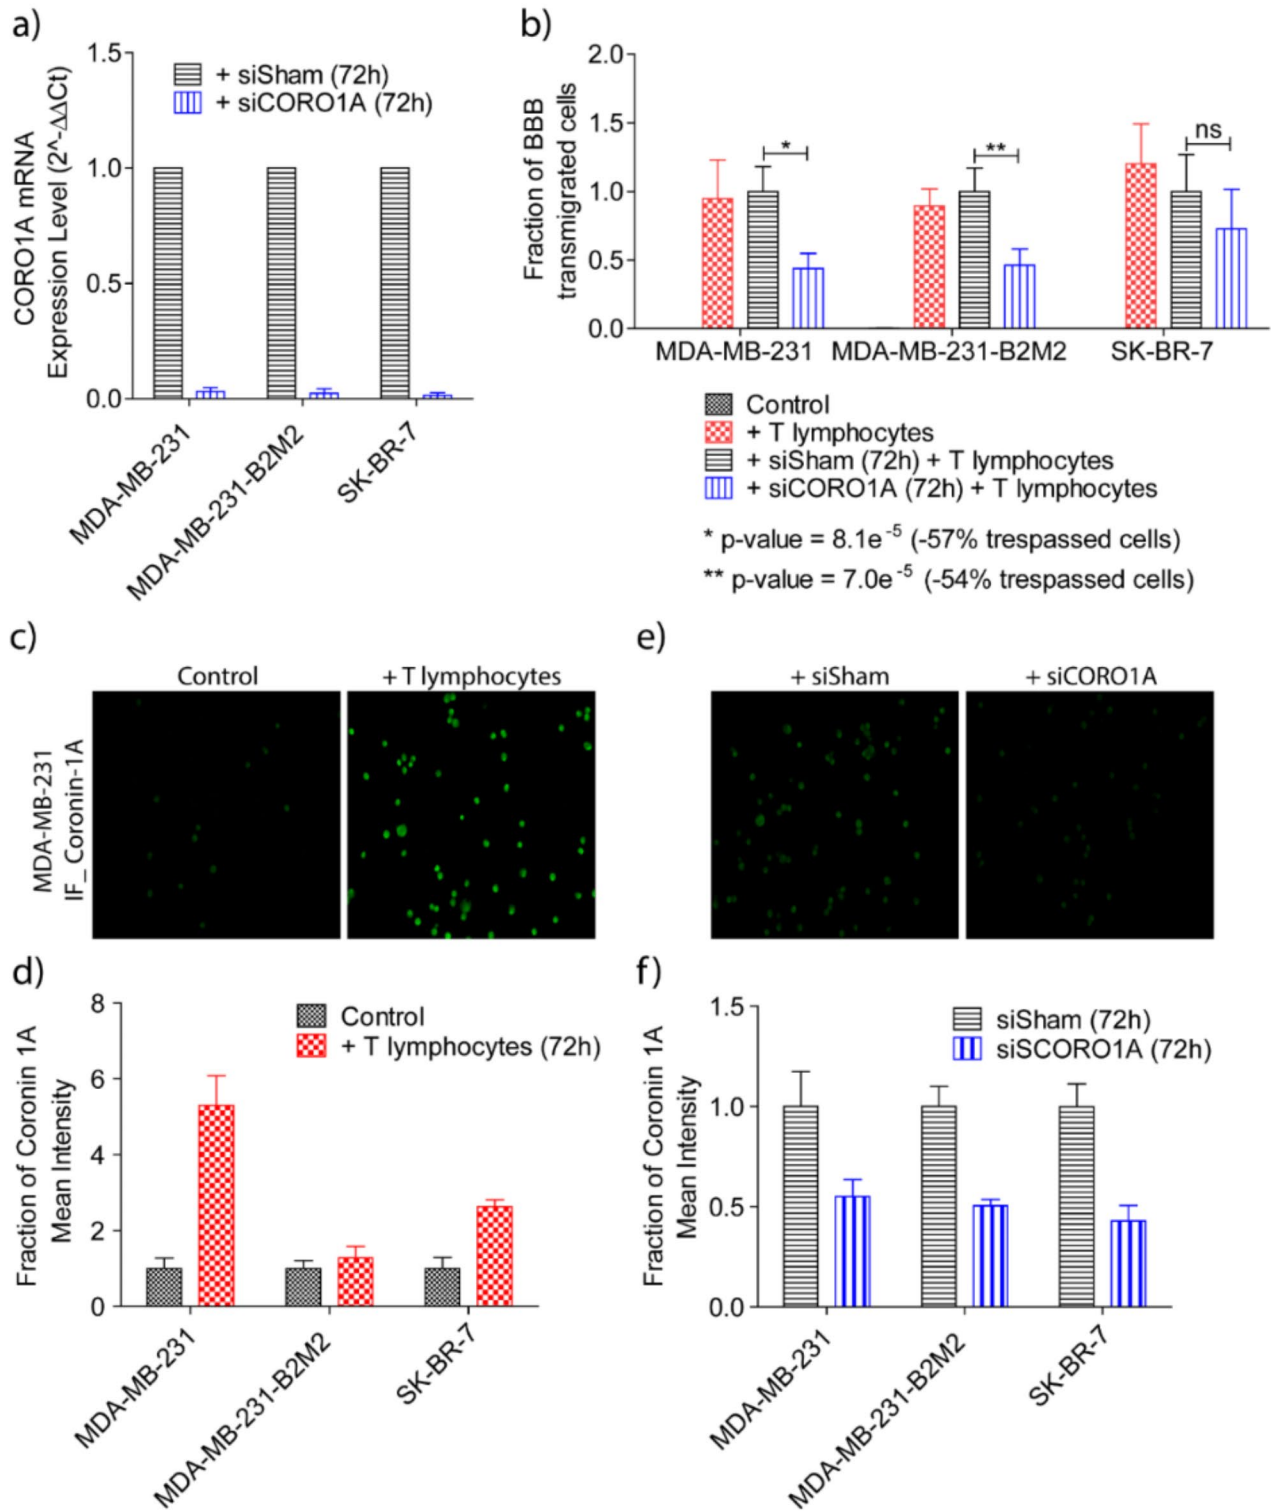 a)
1.5
1.0
0.5
0.0
CORO1A mRNA
Expression Level (2^-ΔΔCt)
+ siSham (72h)
+ siCORO1A (72h)
MDA-MB-231
MDA-MB-231-B2M2
SK-BR-7
b)
2.0
1.5
1.0
0.5
0.0
Fraction of BBB
transmigrated cells
*
**
ns
MDA-MB-231
MDA-MB-231-B2M2
SK-BR-7
Control
+ T lymphocytes
+ siSham (72h) + T lymphocytes
+ siCORO1A (72h) + T lymphocytes
* p-value = 8.1e-5 (-57% trespassed cells)
** p-value = 7.0e-5 (-54% trespassed cells)
c)
Control
+ T lymphocytes
MDA-MB-231
IF_ Coronin-1A
e)
+ siSham
+ siCORO1A
d)
8
6
4
2
0
Fraction of Coronin 1A
Mean Intensity
Control
+ T lymphocytes (72h)
MDA-MB-231
MDA-MB-231-B2M2
SK-BR-7
f)
1.5
1.0
0.5
0.0
Fraction of Coronin 1A
Mean Intensity
siSham (72h)
siSCORO1A (72h)
MDA-MB-231
MDA-MB-231-B2M2
SK-BR-7